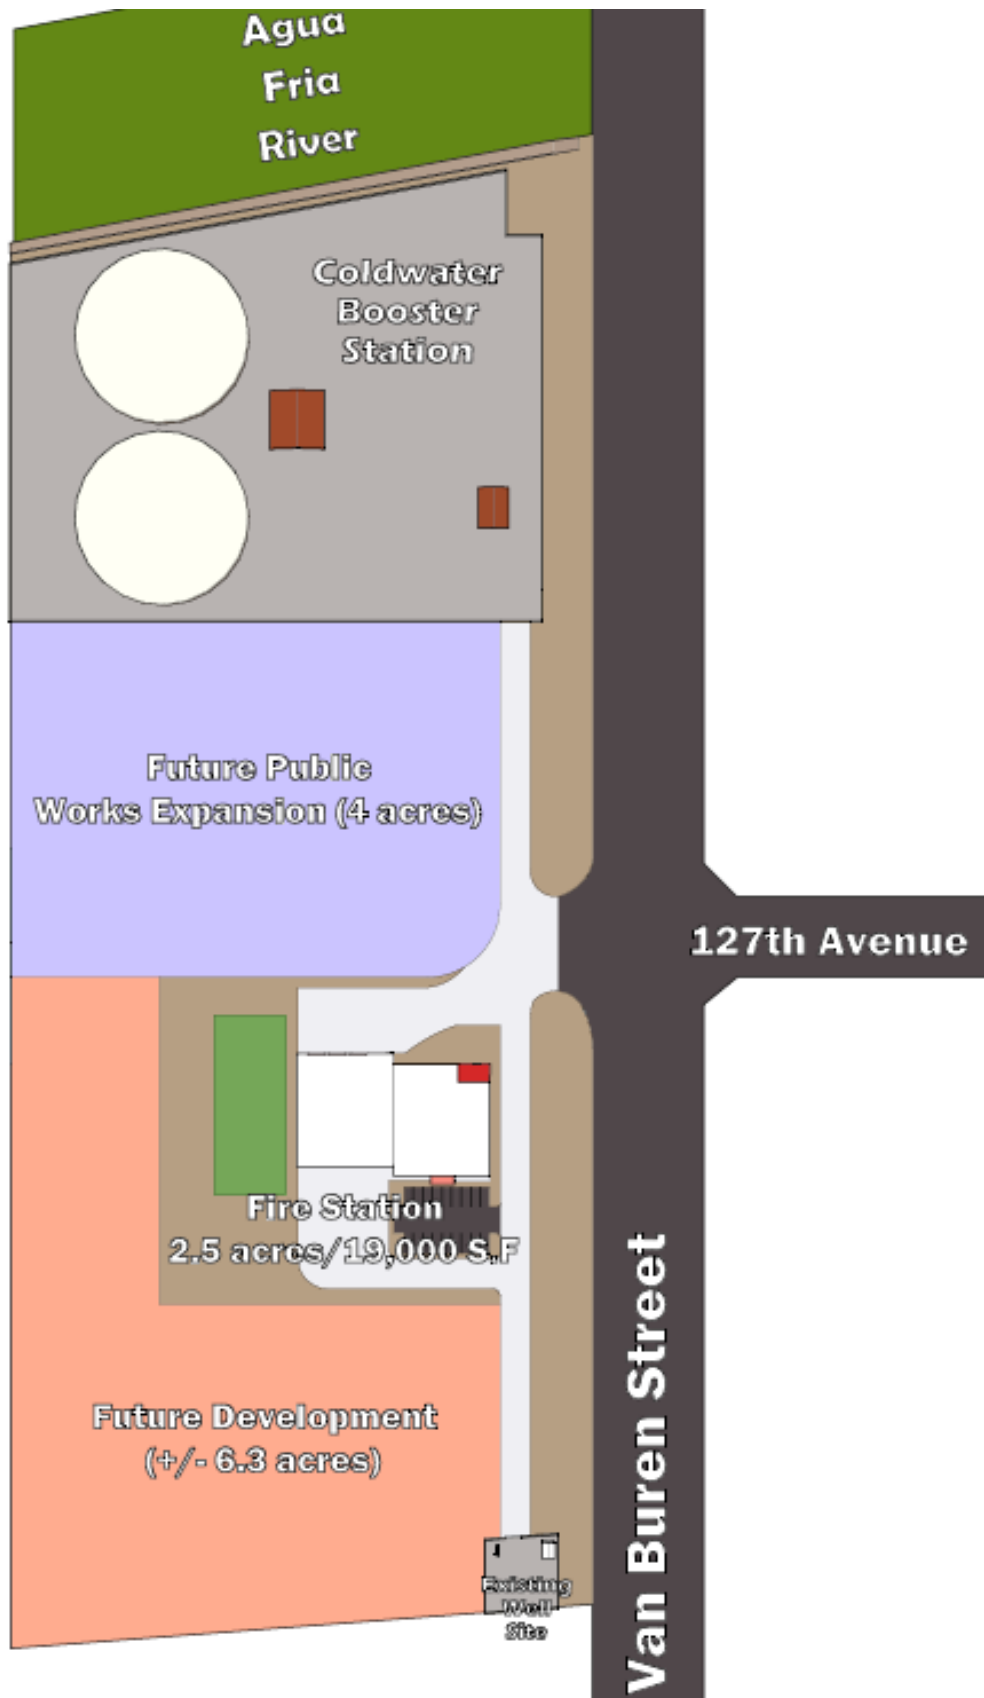 Agua
Fria
River
Coldwater
Booster
Station
Future Public
Works Expansion (4 acres)
127th Avenue
Fire Station
2.5 acres/19,000 S.F
Van Buren Street
Future Development
(+/- 6.3 acres)
Existing
Well
Site